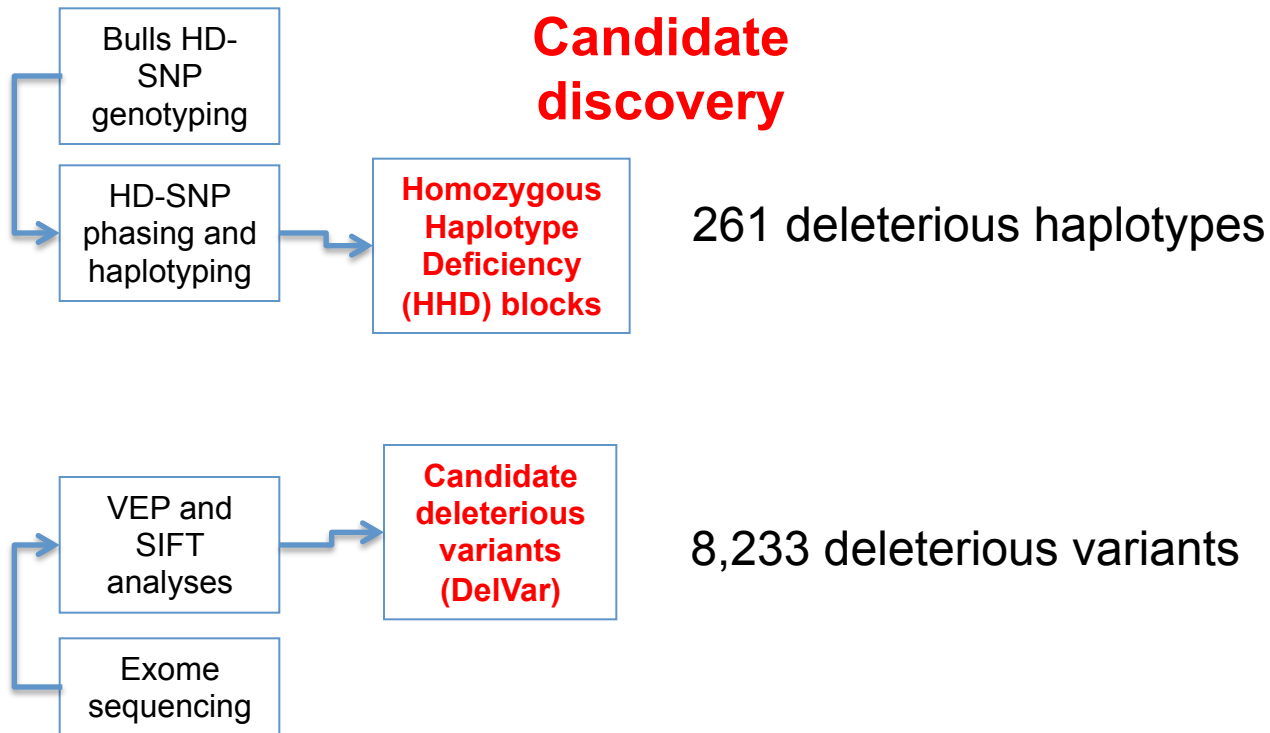 Candidate
discovery
Bulls HD-
SNP
genotyping
HD-SNP
phasing and
haplotyping
Homozygous
Haplotype
Deficiency
(HHD) blocks
261 deleterious haplotypes
VEP and
SIFT
analyses
Candidate
deleterious
variants
(DelVar)
8,233 deleterious variants
Exome
sequencing